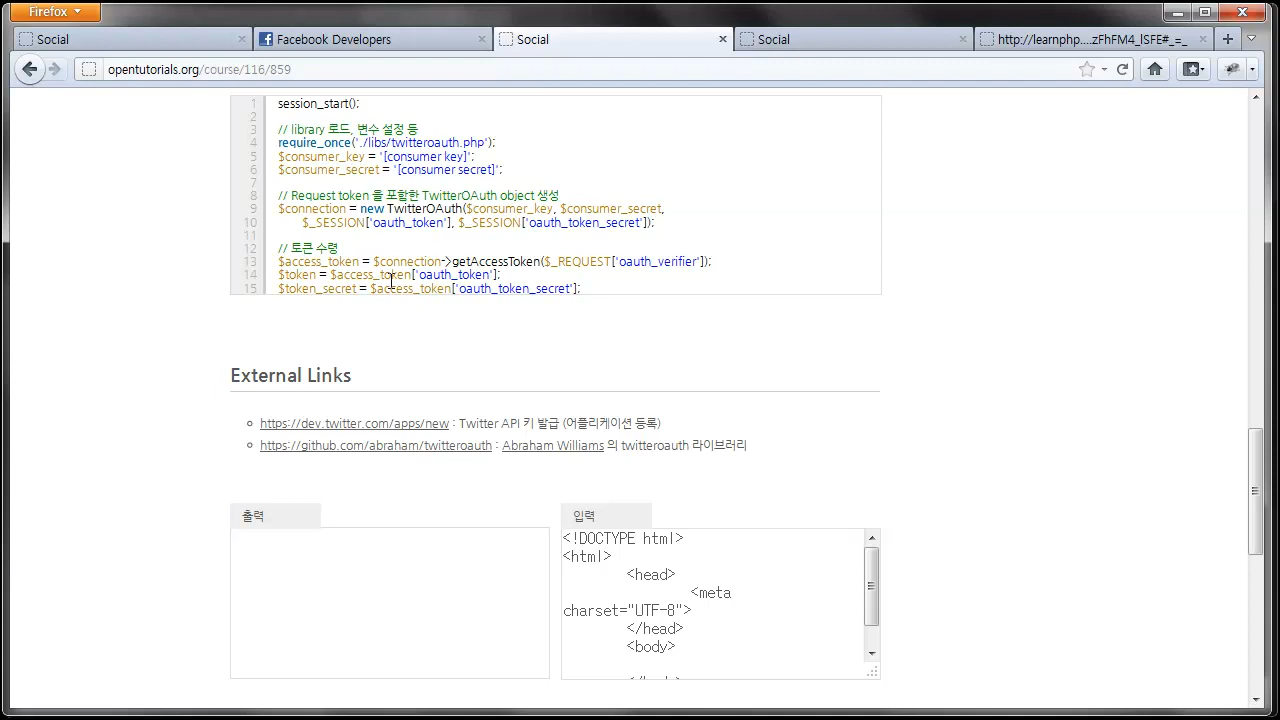 Firefox
Social
Facebook Developers
Social
Social
http://learnphp....zFhFM4_lSFE#_=_
opentutorials.org/course/116/859
1 session_start();
2
3 // library 로드, 변수 설정 등
4 require_once('./libs/twitteroauth.php');
5 $consumer_key = '[consumer key]';
6 $consumer_secret = '[consumer secret]';
7
8 // Request token 을 포함한 TwitterOAuth object 생성
9 $connection = new TwitterOAuth($consumer_key, $consumer_secret,
10 $_SESSION['oauth_token'], $_SESSION['oauth_token_secret']);
11
12 // 토큰 수령
13 $access_token = $connection->getAccessToken($_REQUEST['oauth_verifier']);
14 $token = $access_token['oauth_token'];
15 $token_secret = $access_token['oauth_token_secret'];
External Links
https://dev.twitter.com/apps/new : Twitter API 키 발급 (어플리케이션 등록)
https://github.com/abraham/twitteroauth : Abraham Williams 의 twitteroauth 라이브러리
출력
입력
<!DOCTYPE html>
<html>
<head>
<meta
charset="UTF-8">
</head>
<body>